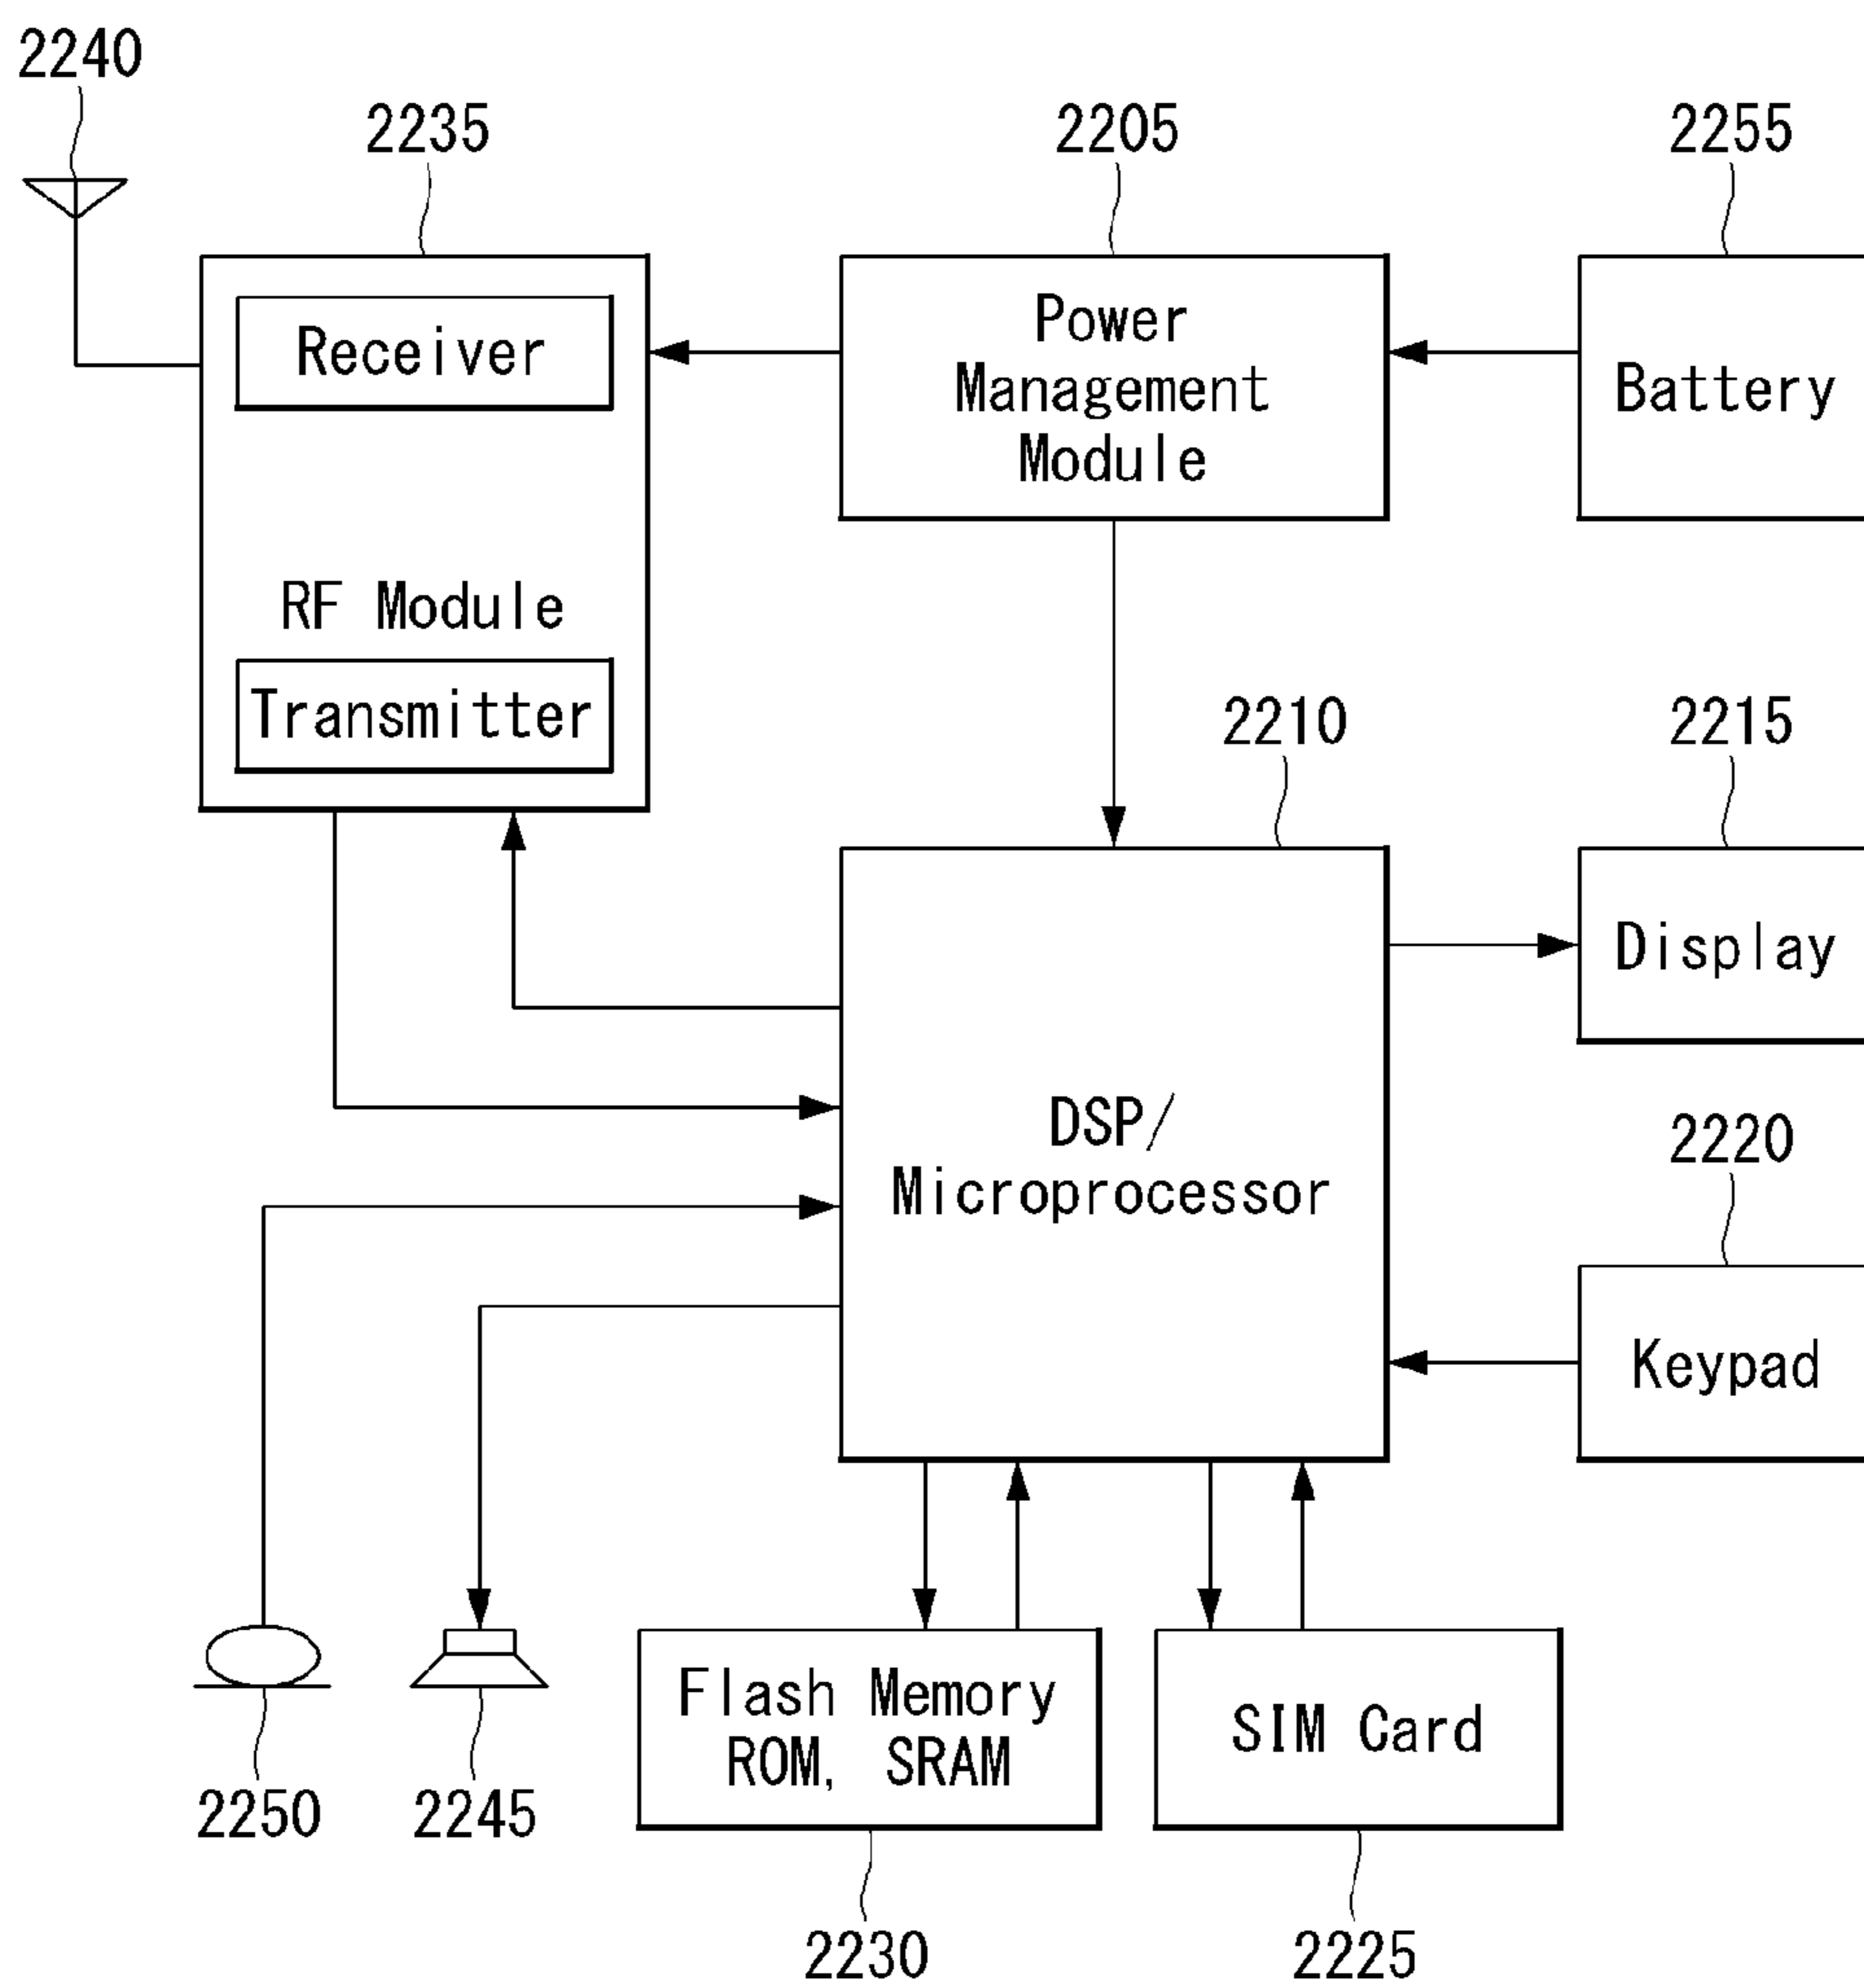 2240
2235
2205
2255
Receiver
RF Module
Transmitter
Power
Management
Module
Battery
2210
2215
DSP/
Microprocessor
Display
2220
Keypad
2250
2245
Flash Memory
ROM, SRAM
SIM Card
2230
2225